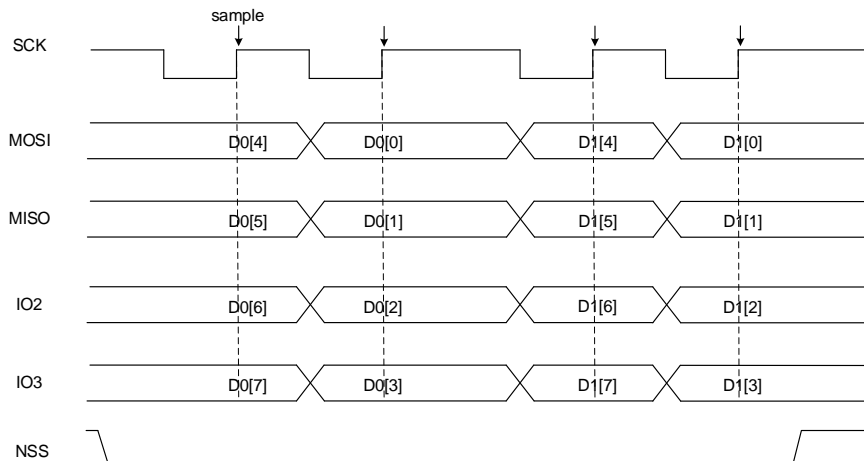 sample
SCK
MOSI D0[4] D0[0] D1[4] D1[0]
MISO D0[5] D0[1] D1[5] D1[1]
IO2 D0[6] D0[2] D1[6] D1[2]
IO3 D0[7] D0[3] D1[7] D1[3]
NSS